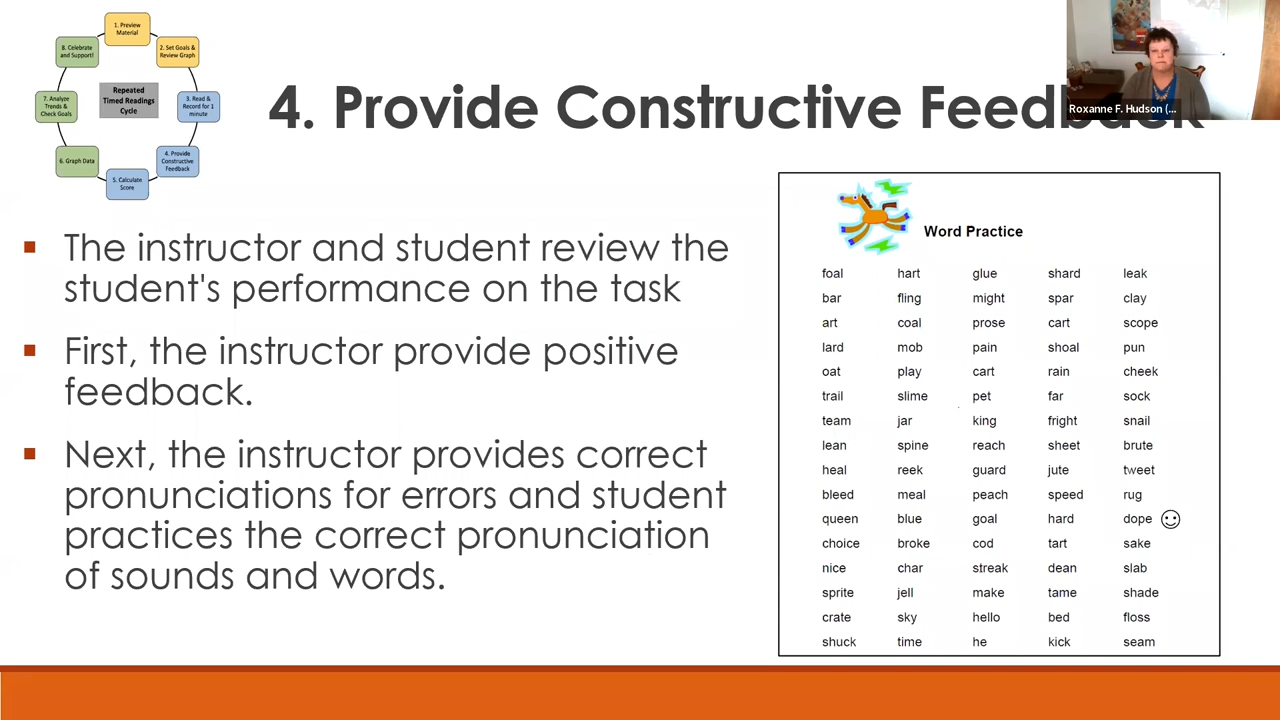 1. Preview
Material
8. Celebrate
and Support!
2. Set Goals &
Review Graph
7. Analyze
Trends &
Check Goals
Repeated
Timed Readings
Cycle
3. Read &
Record for 1
minute
6. Graph Data
4. Provide
Constructive
Feedback
5. Calculate
Score
4. Provide Constructive Feedback
Roxanne F. Hudson (...
The instructor and student review the
student's performance on the task
First, the instructor provide positive
feedback.
Next, the instructor provides correct
pronunciations for errors and student
practices the correct pronunciation
of sounds and words.
Word Practice
foal hart glue shard leak
bar fling might spar clay
art coal prose cart scope
lard mob pain shoal pun
oat play cart rain cheek
trail slime pet far sock
team jar king fright snail
lean spine reach sheet brute
heal reek guard jute tweet
bleed meal peach speed rug
queen blue goal hard dope
choice broke cod tart sake
nice char streak dean slab
sprite jell make tame shade
crate sky hello bed floss
shuck time he kick seam